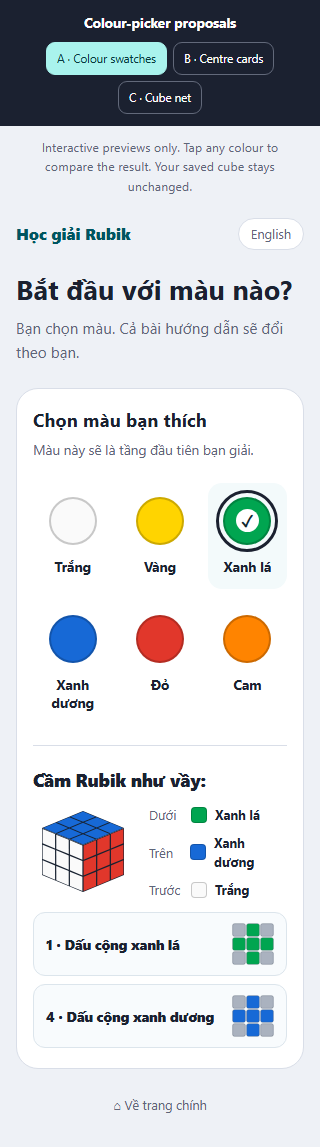 Colour-picker proposals
A · Colour swatches
B · Centre cards
C · Cube net
Interactive previews only. Tap any colour to
compare the result. Your saved cube stays
unchanged.
Học giải Rubik
English
Bắt đầu với màu nào?
Bạn chọn màu. Cả bài hướng dẫn sẽ đổi
theo bạn.
Chọn màu bạn thích
Màu này sẽ là tầng đầu tiên bạn giải.
Trắng
Vàng
Xanh lá
Xanh
dương
Đỏ
Cam
Cầm Rubik như vầy:
Dưới
Xanh lá
Trên
Xanh
dương
Trước
Trắng
1 · Dấu cộng xanh lá
4 · Dấu cộng xanh dương
⌂ Về trang chính